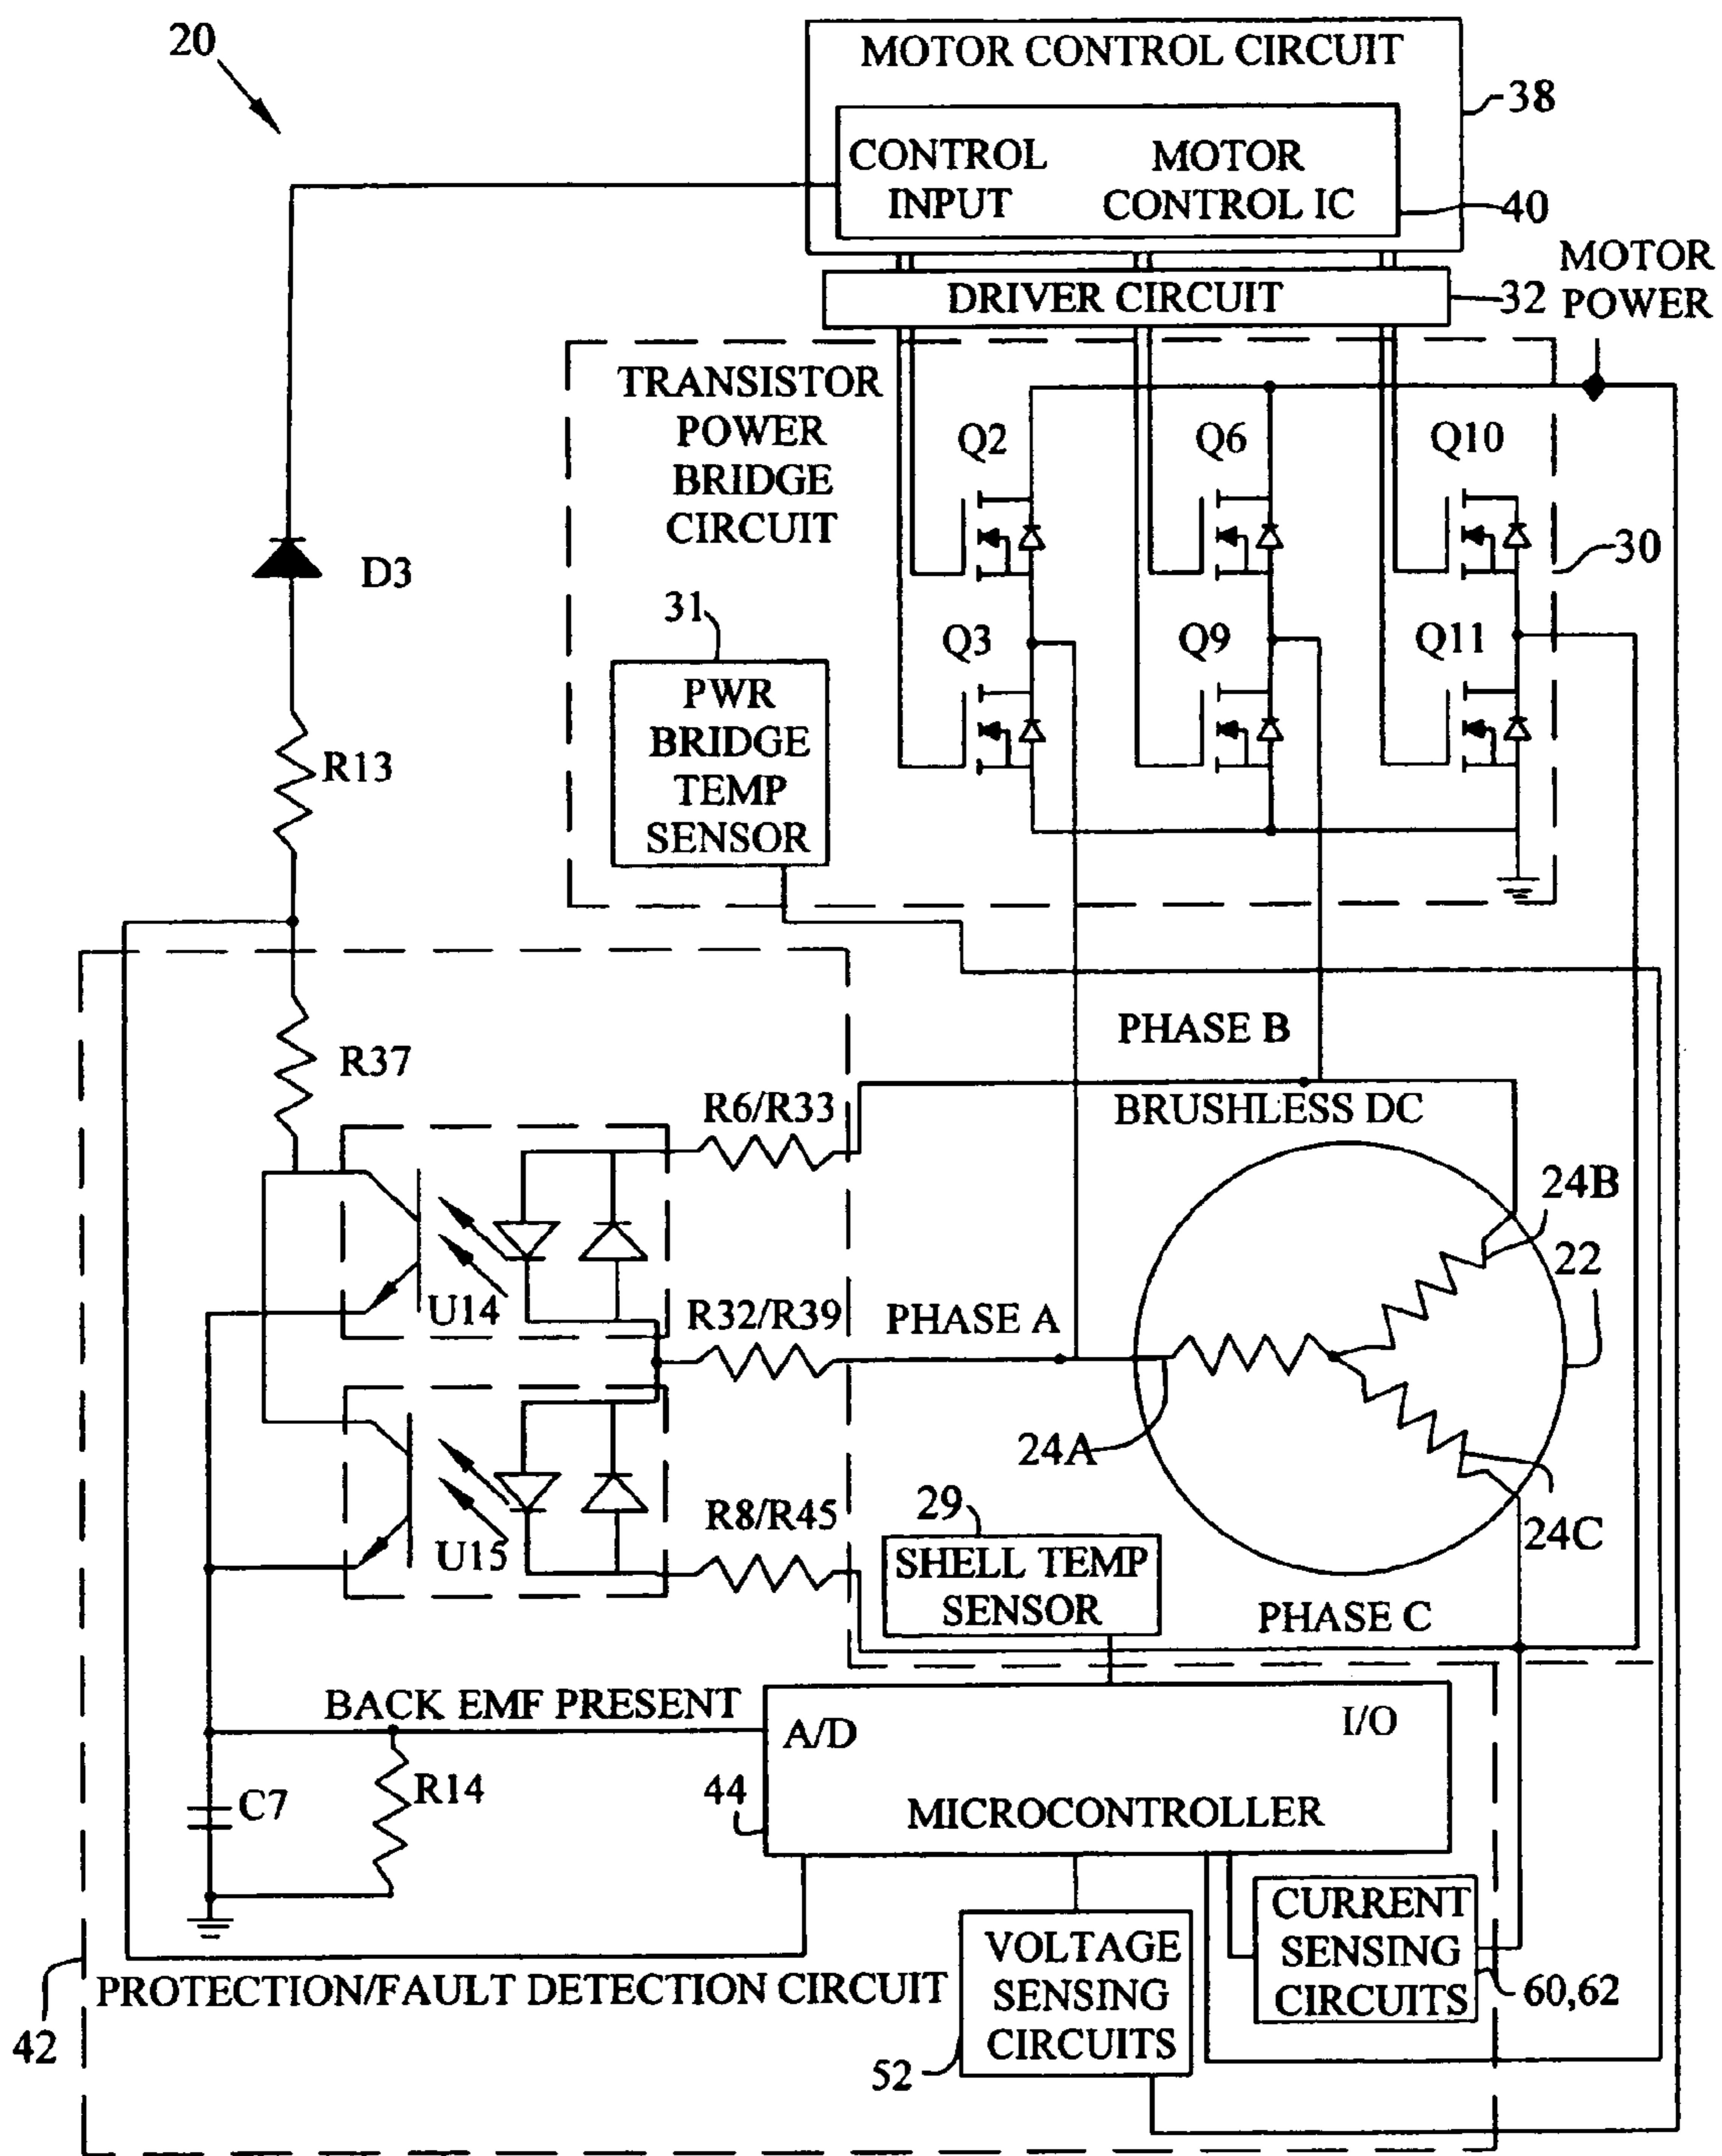 20
MOTOR CONTROL CIRCUIT
38
CONTROL
INPUT
MOTOR
CONTROL IC
40
MOTOR
POWER
DRIVER CIRCUIT
32
TRANSISTOR
POWER
BRIDGE
CIRCUIT
Q2
Q6
Q10
30
D3
31
Q3
Q9
Q11
PWR
BRIDGE
TEMP
SENSOR
R13
R37
PHASE B
R6/R33
BRUSHLESS DC
24B
22
U14
R32/R39
PHASE A
24A
U15
R8/R45
29
SHELL TEMP
SENSOR
24C
PHASE C
BACK EMF PRESENT
A/D
I/O
C7
R14
44
MICROCONTROLLER
CURRENT
SENSING
CIRCUITS
60,62
VOLTAGE
SENSING
CIRCUITS
52
PROTECTION/FAULT DETECTION CIRCUIT
42